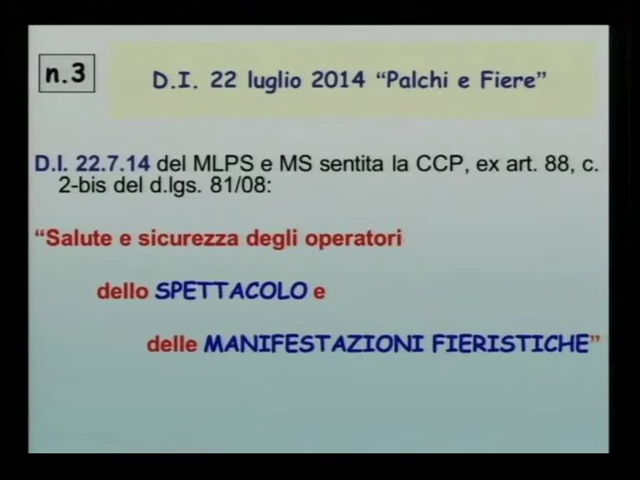 n.3
D.I. 22 luglio 2014 “Palchi e Fiere”
D.I. 22.7.14 del MLPS e MS sentita la CCP, ex art. 88, c.
2-bis del d.lgs. 81/08:
“Salute e sicurezza degli operatori
dello SPETTACOLO e
delle MANIFESTAZIONI FIERISTICHE”